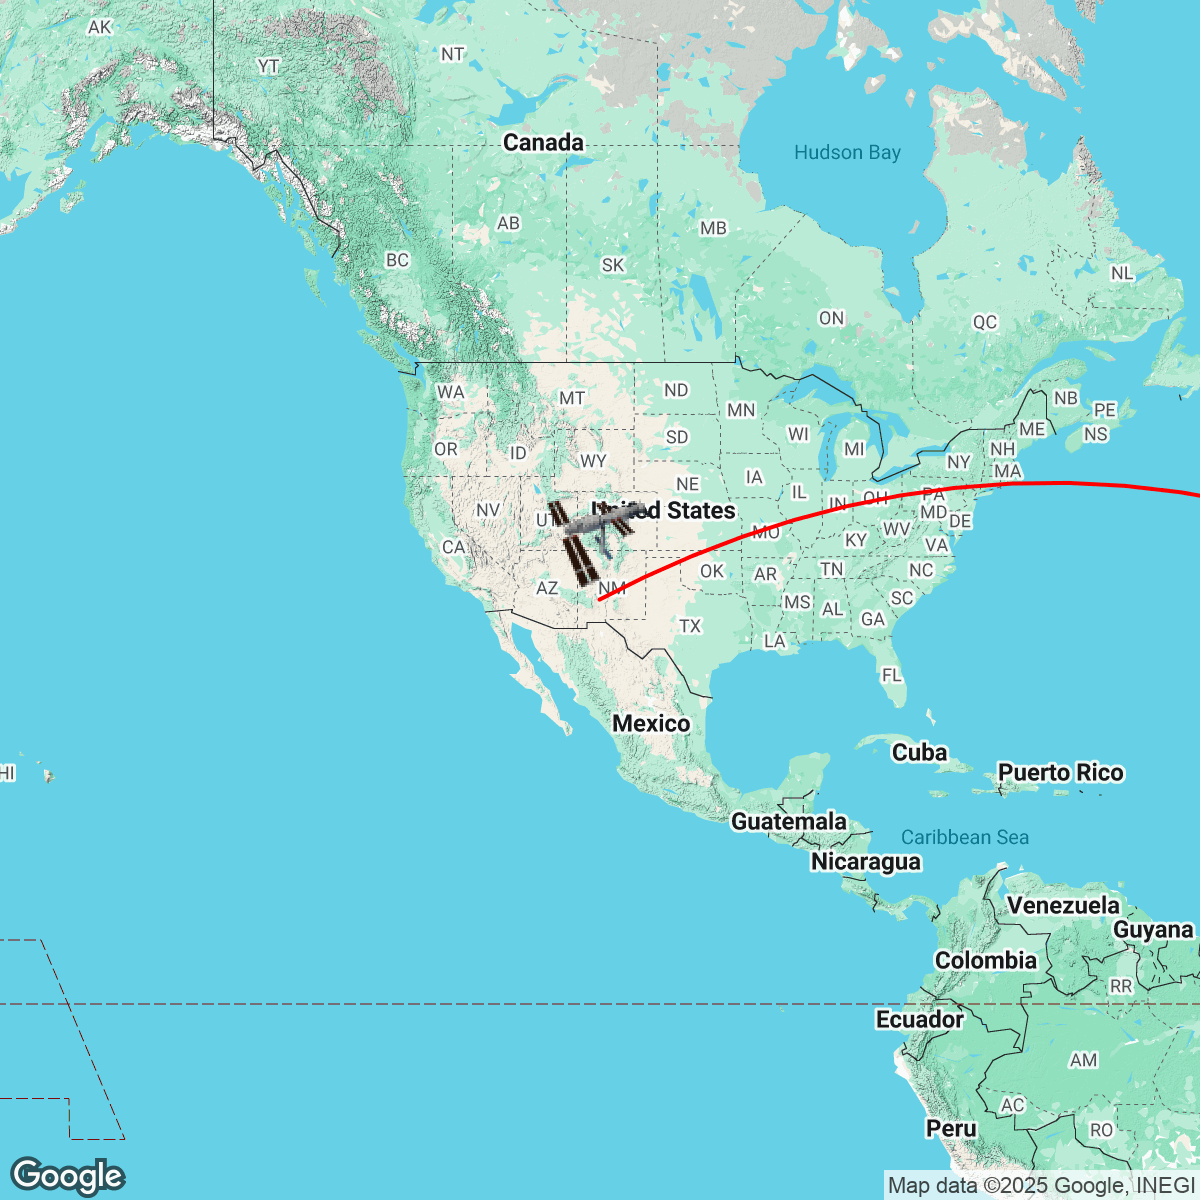 AK
YT
NT
Canada
Hudson Bay
AB
MB
BC
SK
NL
ON
QC
WA
MT
ND
MN
NB
PE
ME
NS
OR
ID
SD
WI
MI
NH
WY
NY
MA
IA
NE
IL
IN
OH
PA
NV
UT
United States
MD
DE
CA
MO
KY
WV
VA
AZ
NM
OK
AR
TN
NC
TX
MS
AL
SC
GA
LA
FL
Mexico
Cuba
HI
Puerto Rico
Guatemala
Caribbean Sea
Nicaragua
Venezuela
Guyana
Colombia
RR
Ecuador
AM
AC
Peru
RO
Google
Map data ©2025 Google, INEGI